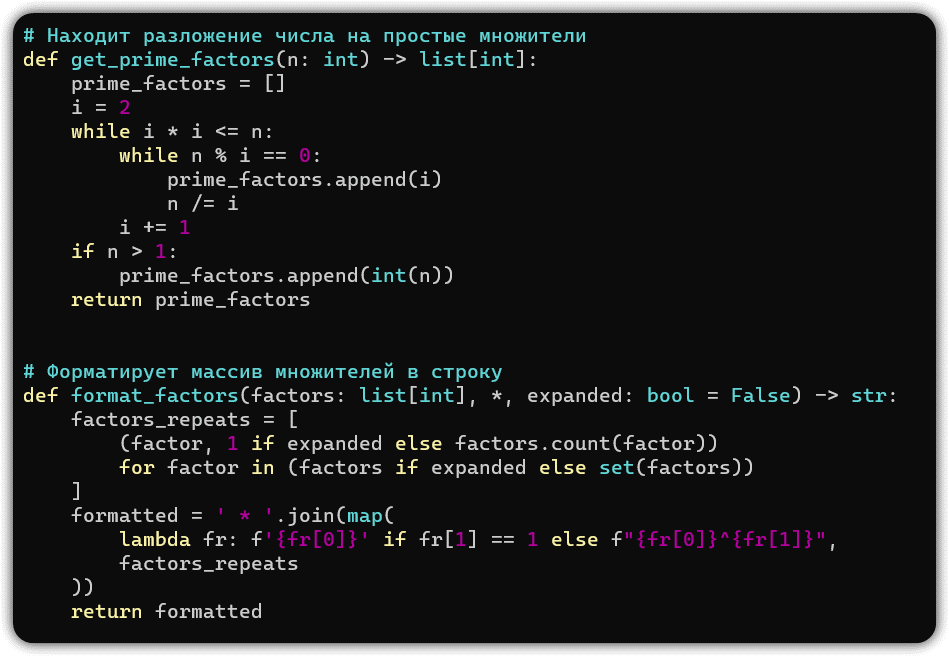 # Находит разложение числа на простые множители
def get_prime_factors(n: int) -> list[int]:
    prime_factors = []
    i = 2
    while i * i <= n:
        while n % i == 0:
            prime_factors.append(i)
            n /= i
        i += 1
    if n > 1:
        prime_factors.append(int(n))
    return prime_factors
# Форматирует массив множителей в строку
def format_factors(factors: list[int], *, expanded: bool = False) -> str:
    factors_repeats = [
        (factor, 1 if expanded else factors.count(factor))
        for factor in (factors if expanded else set(factors))
    ]
    formatted = ' * '.join(map(
        lambda fr: f'{fr[0]}' if fr[1] == 1 else f"{fr[0]}^{fr[1]}",
        factors_repeats
    ))
    return formatted